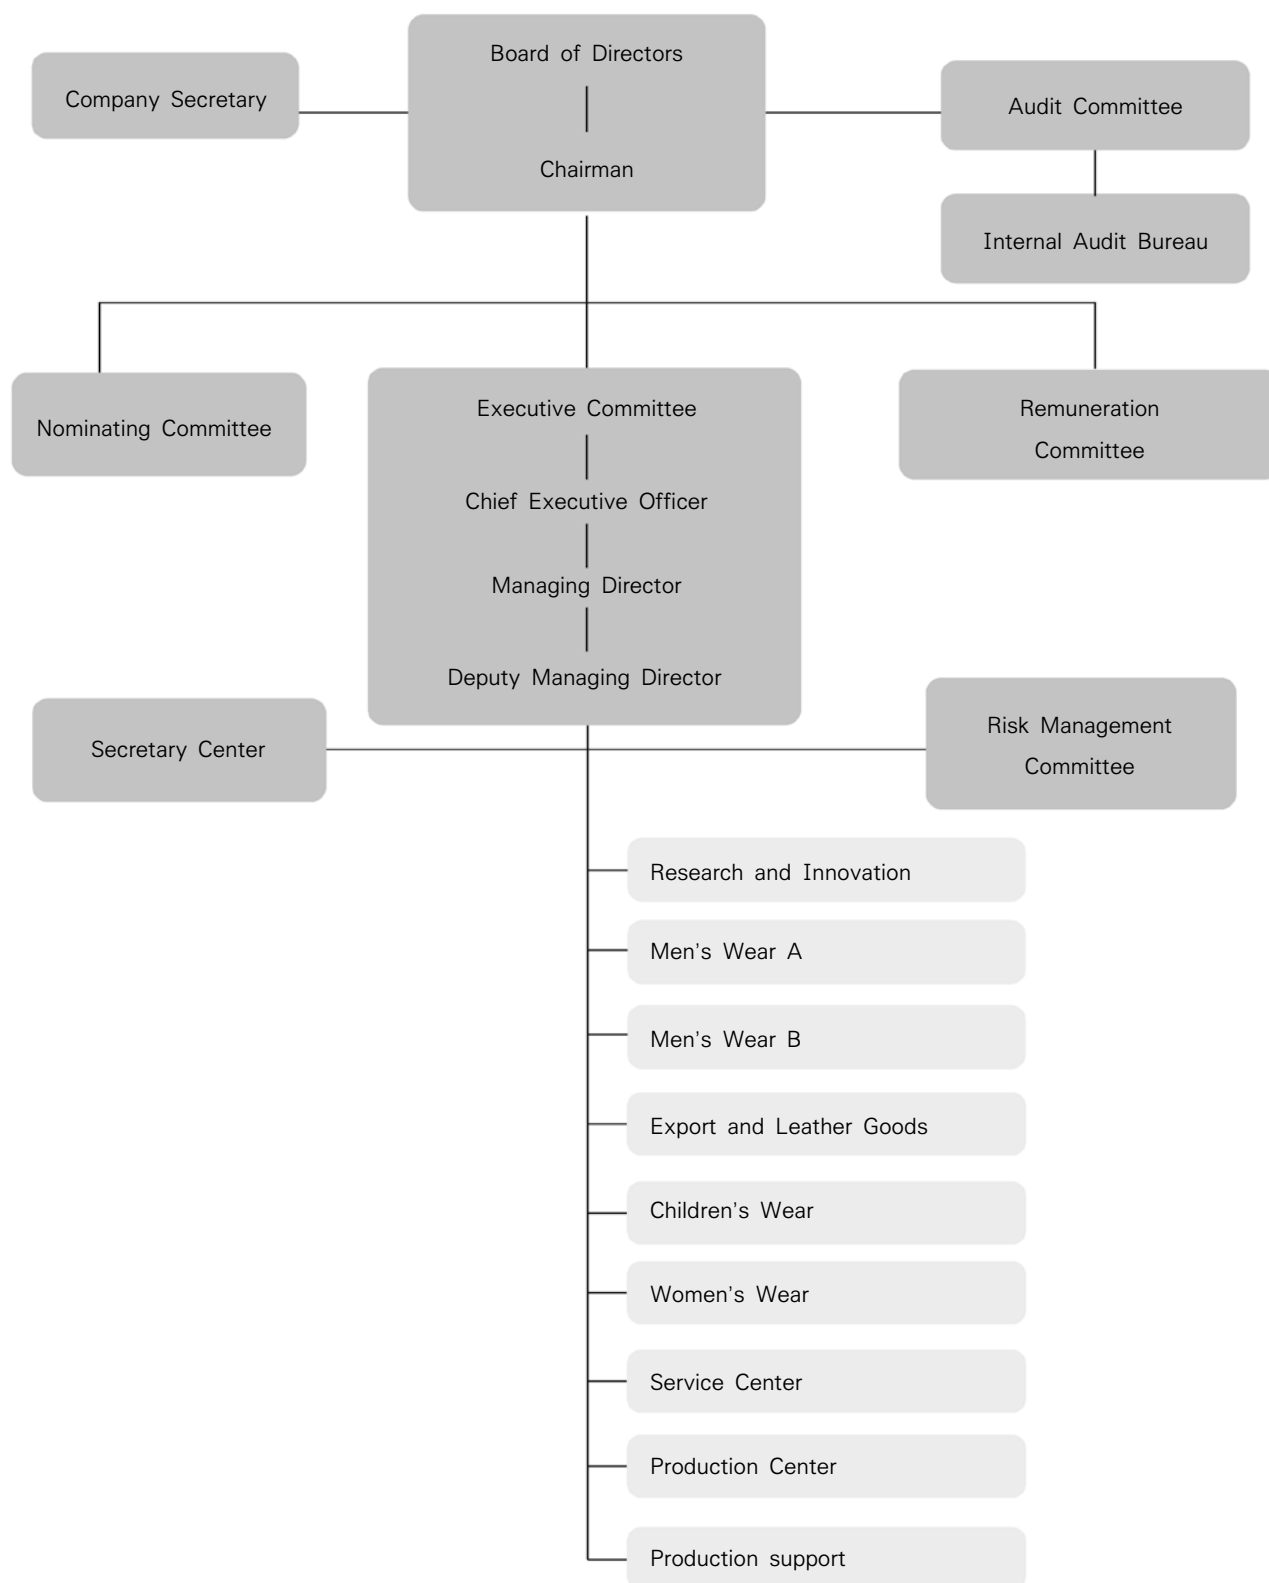 Board of Directors
Company Secretary
Audit Committee
Chairman
Internal Audit Bureau
Nominating Committee
Executive Committee
Remuneration
Committee
Chief Executive Officer
Managing Director
Deputy Managing Director
Secretary Center
Risk Management
Committee
Research and Innovation
Men's Wear A
Men's Wear B
Export and Leather Goods
Children's Wear
Women's Wear
Service Center
Production Center
Production support